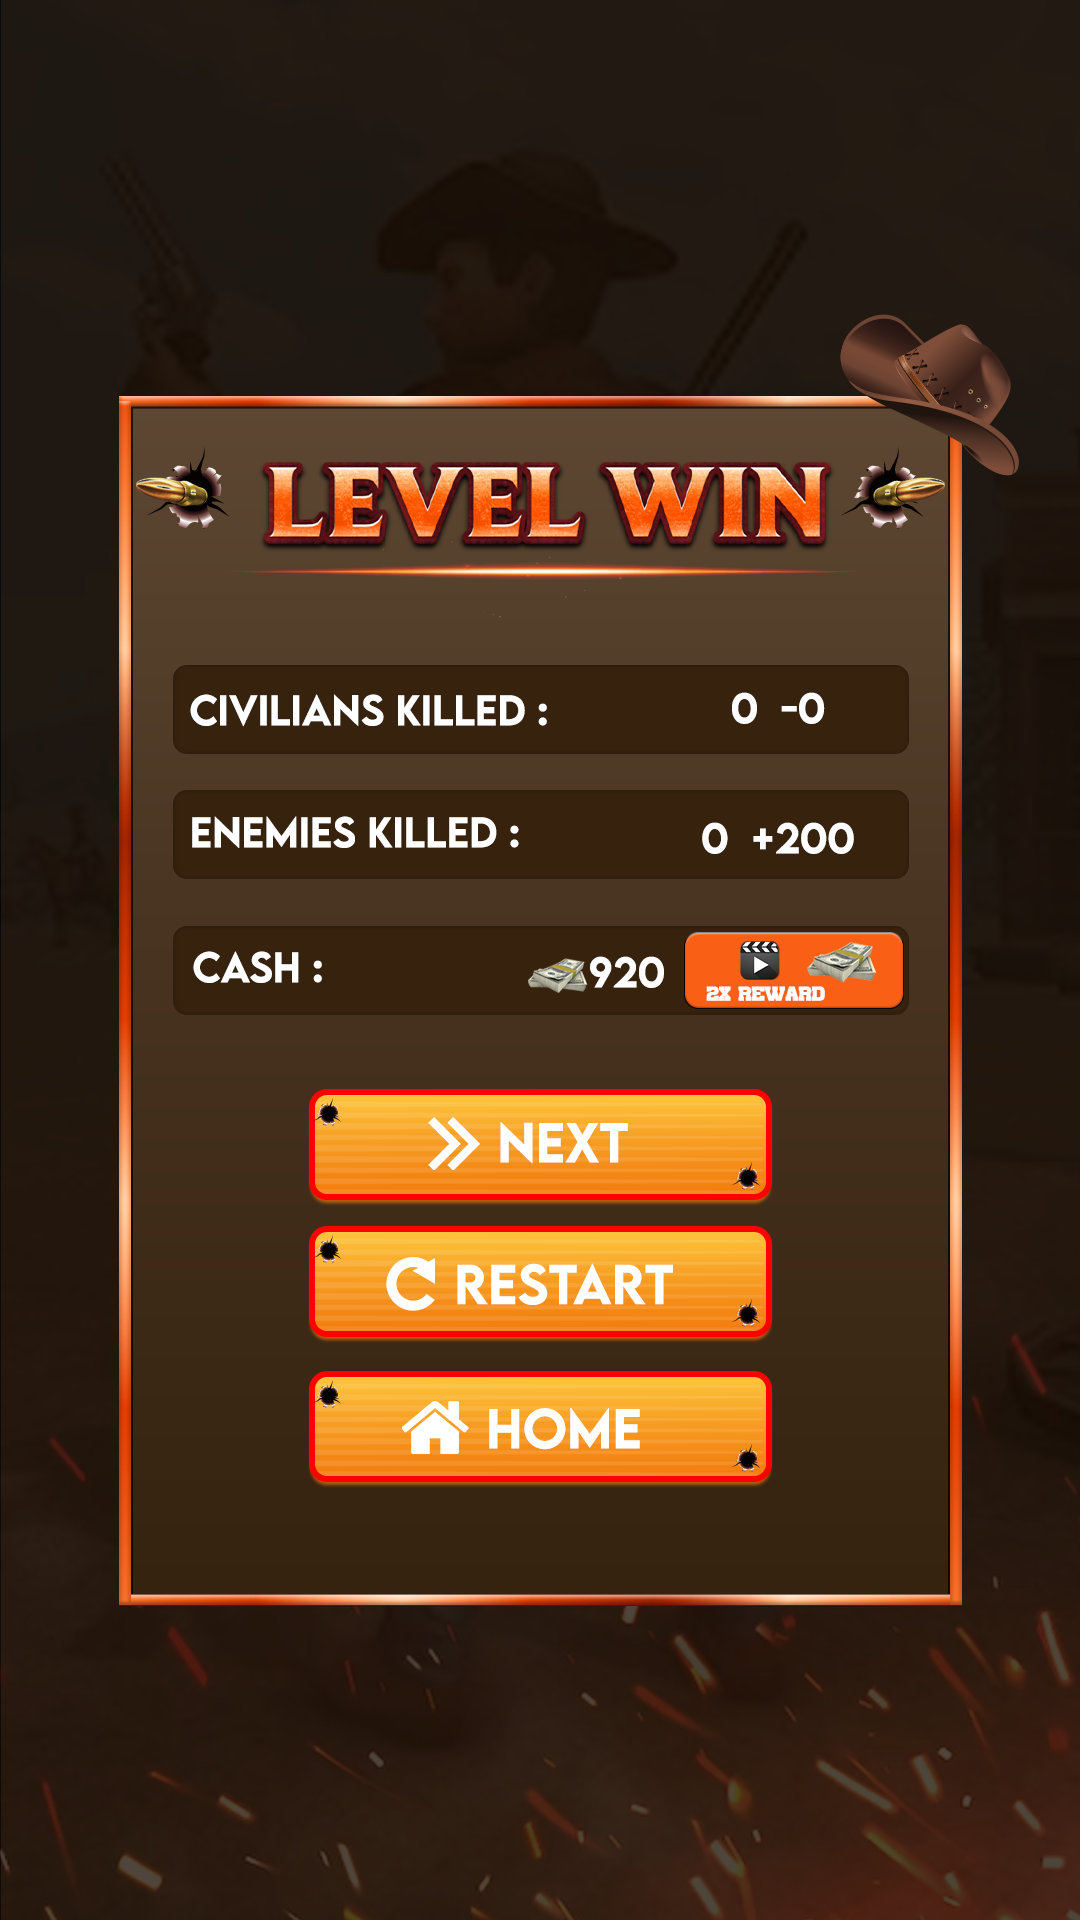 LEVEL WIN
CIVILIANS KILLED : 0 -0
ENEMIES KILLED : 0 +200
CASH : 920
2X REWARD
NEXT
RESTART
HOME